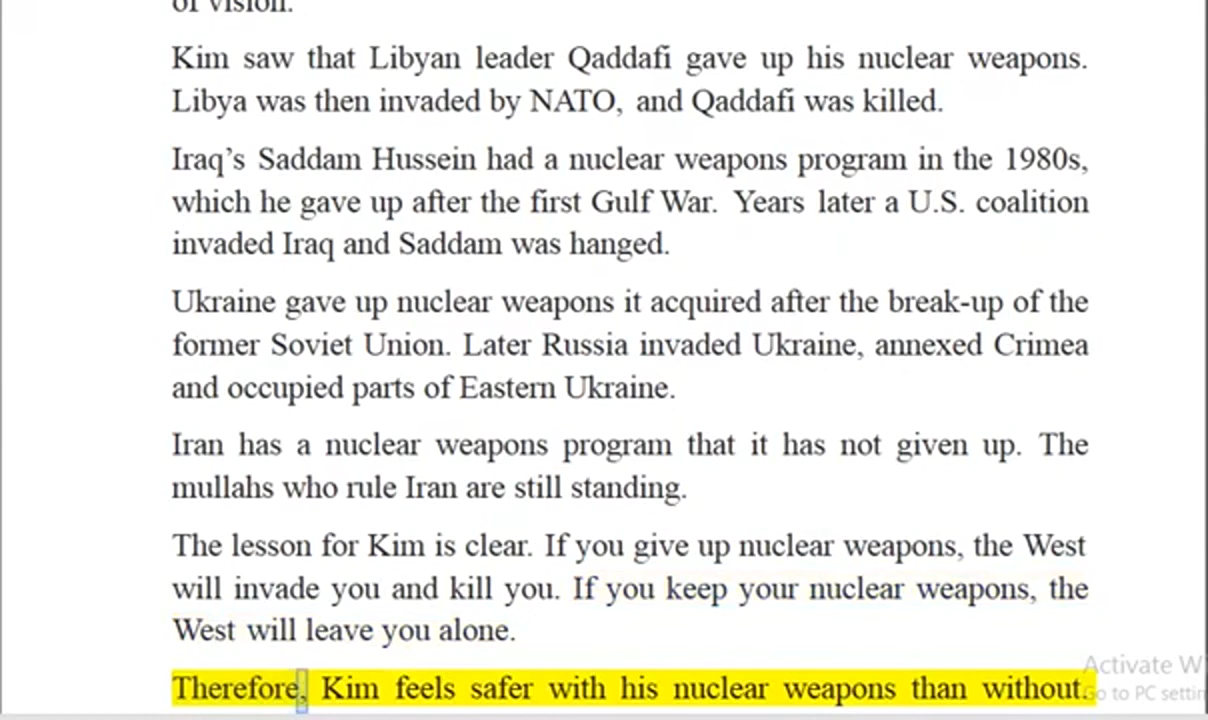 of vision.
Kim saw that Libyan leader Qaddafi gave up his nuclear weapons.
Libya was then invaded by NATO, and Qaddafi was killed.
Iraq’s Saddam Hussein had a nuclear weapons program in the 1980s,
which he gave up after the first Gulf War. Years later a U.S. coalition
invaded Iraq and Saddam was hanged.
Ukraine gave up nuclear weapons it acquired after the break-up of the
former Soviet Union. Later Russia invaded Ukraine, annexed Crimea
and occupied parts of Eastern Ukraine.
Iran has a nuclear weapons program that it has not given up. The
mullahs who rule Iran are still standing.
The lesson for Kim is clear. If you give up nuclear weapons, the West
will invade you and kill you. If you keep your nuclear weapons, the
West will leave you alone.
Therefore, Kim feels safer with his nuclear weapons than without.
Activate W
Go to PC settin